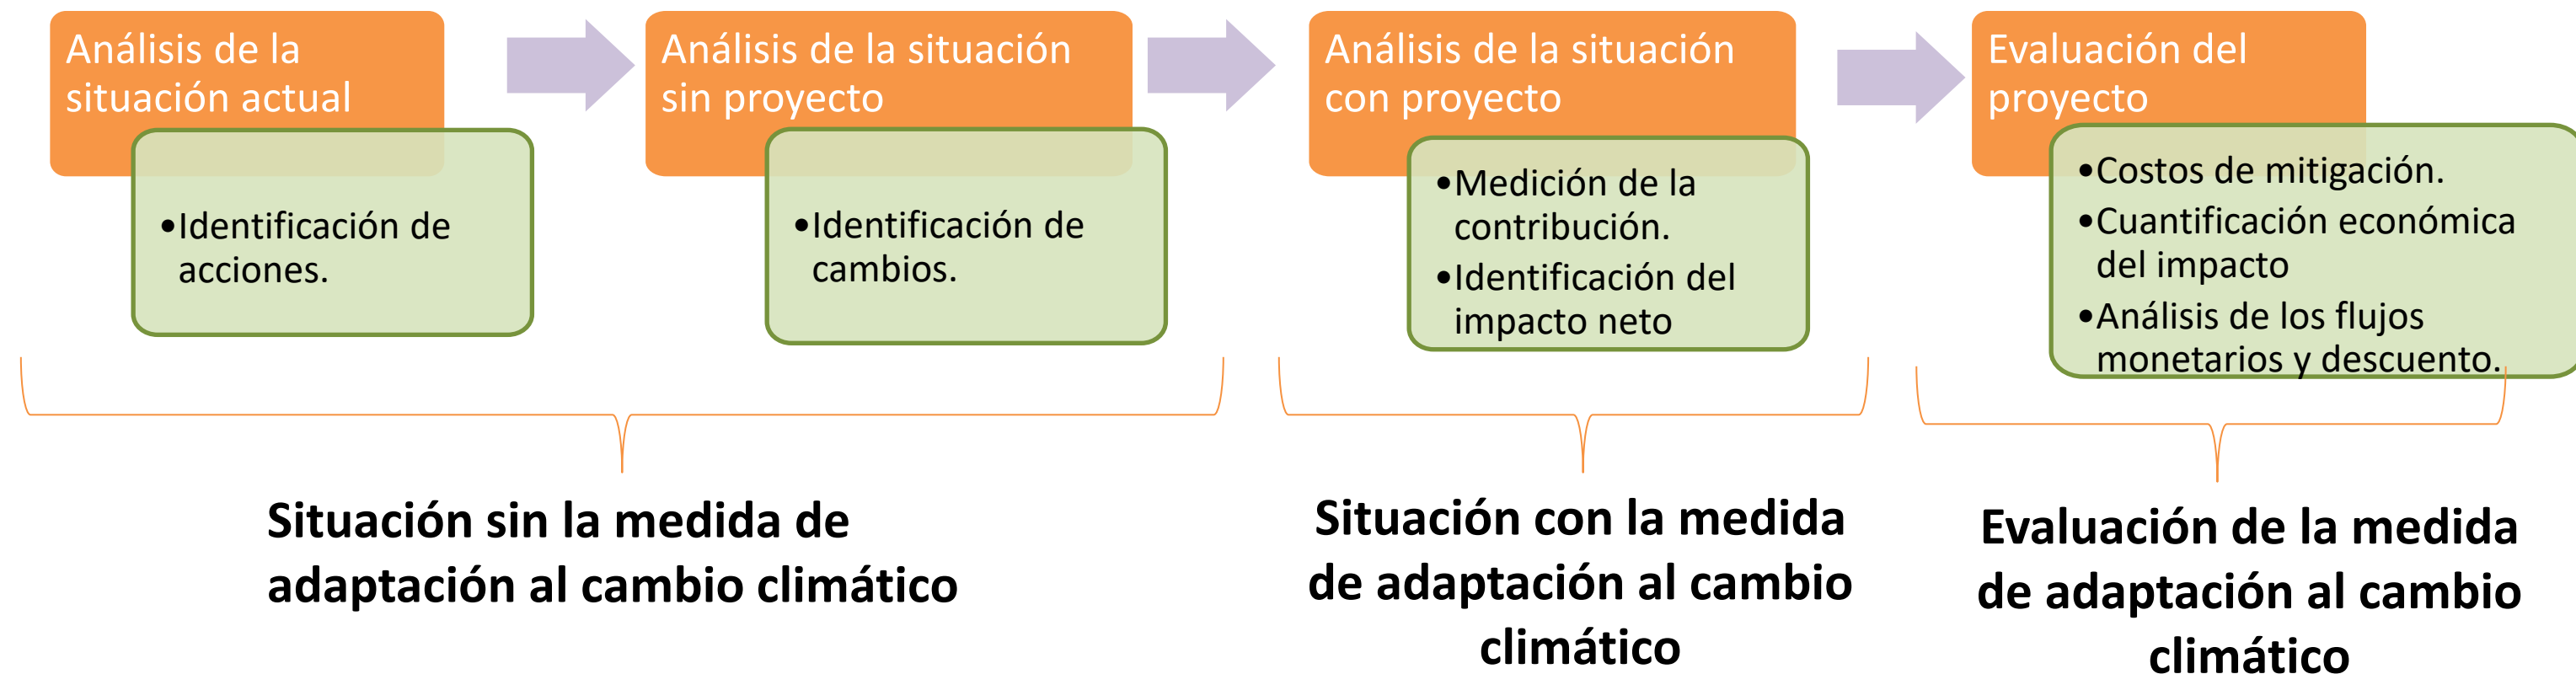 Análisis de la
situación actual
•Identificación de
acciones.
Análisis de la situación
sin proyecto
•Identificación de
cambios.
Análisis de la situación
con proyecto
•Medición de la
contribución.
•Identificación del
impacto neto
Evaluación del
proyecto
•Costos de mitigación.
•Cuantificación económica
del impacto
•Análisis de los flujos
monetarios y descuento.
Situación sin la medida de
adaptación al cambio climático
Situación con la medida
de adaptación al cambio
climático
Evaluación de la medida
de adaptación al cambio
climático